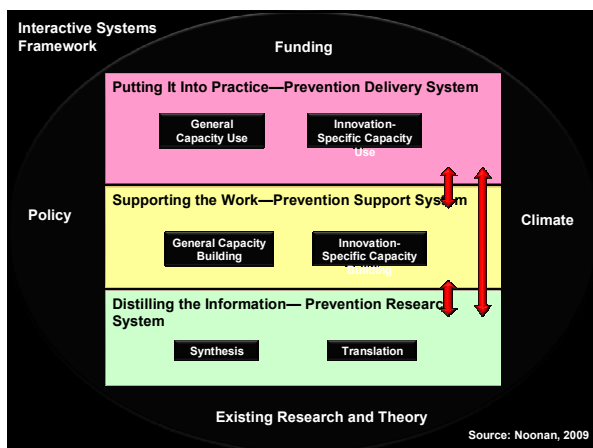 Interactive Systems
Framework
Funding
Putting It Into Practice—Prevention Delivery System
General
Capacity Use
Innovation-
Specific Capacity
Use
Policy
Supporting the Work—Prevention Support System
Climate
General Capacity
Building
Innovation-
Specific Capacity
Building
Distilling the Information— Prevention Research
System
Synthesis
Translation
Existing Research and Theory
Source: Noonan, 2009